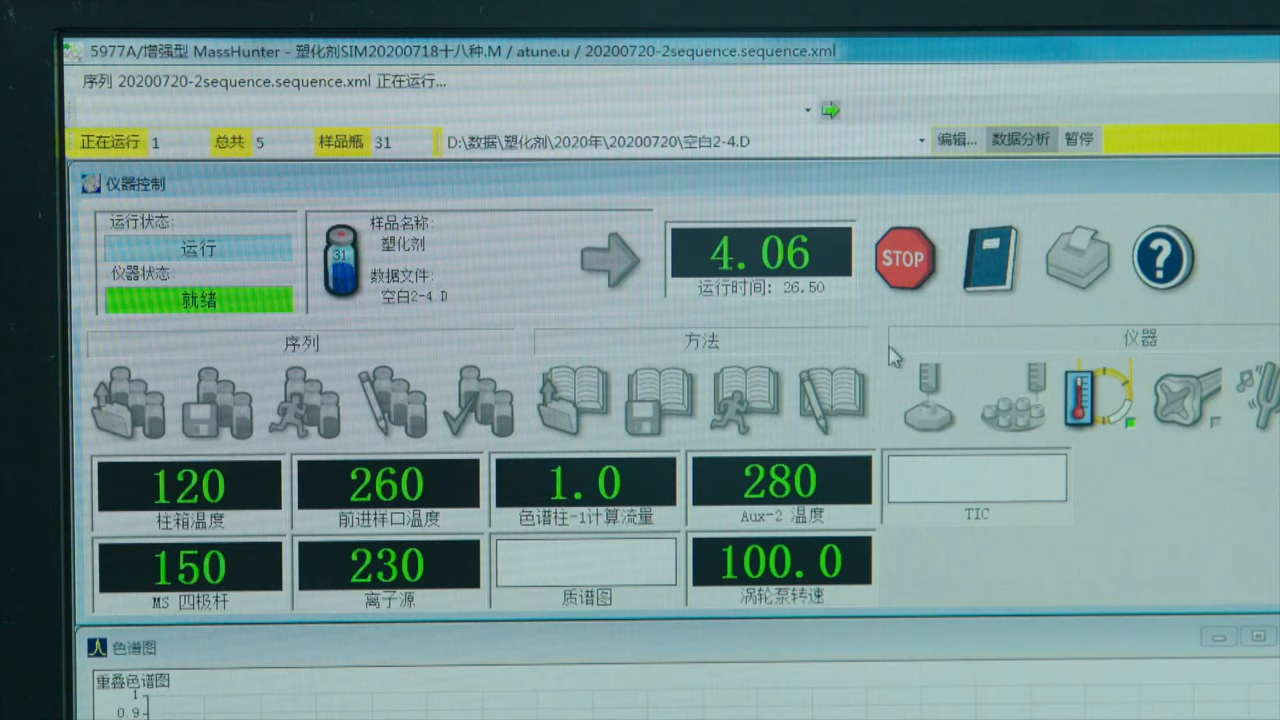 5977A/增强型 MassHunter - 塑化剂SIM20200718十八种.M / atune.u / 20200720-2sequence.sequence.xml
序列 20200720-2sequence.sequence.xml 正在运行...
正在运行 1 总共 5 样品瓶 31 D:\数据\塑化剂\2020年\20200720\空白2-4.D 编辑... 数据分析 暂停
仪器控制
运行状态:
运行
仪器状态:
就绪
31
样品名称:
塑化剂
数据文件:
空白2-4.D
4.06
运行时间: 26.50
STOP
?
序列 方法 仪器
120 260 1.0 280
柱箱温度 前进样口温度 色谱柱-1计算流量 Aux-2 温度 TIC
150 230 100.0
MS 四极杆 离子源 质谱图 涡轮泵转速
色谱图
重叠色谱图
1
0.9